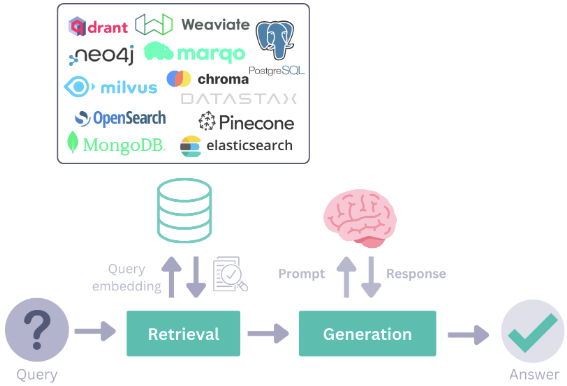 qdrant
Weaviate
neo4j
marqo
PostgreSQL
milvus
chroma
DATASTAX
OpenSearch
Pinecone
MongoDB.
elasticsearch
Query
embedding
Prompt
Response
?
Retrieval
Generation
Query
Answer